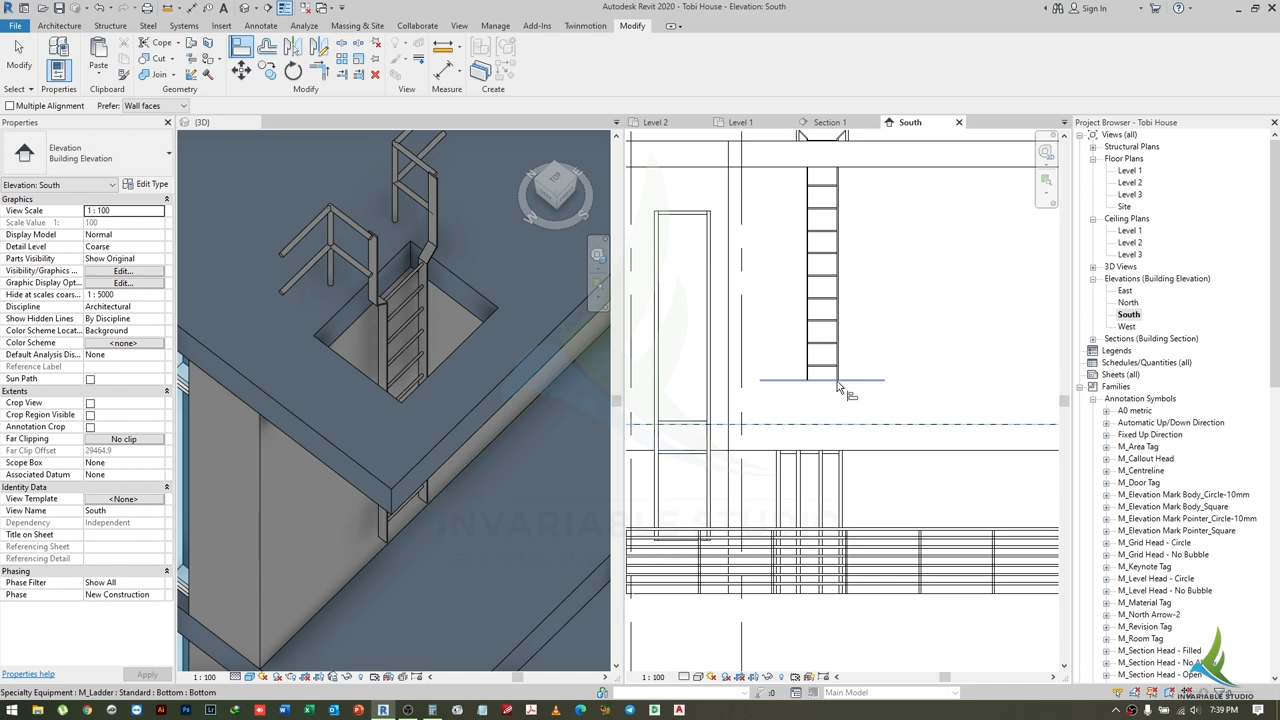 Autodesk Revit 2020 - Tobi House - Elevation: South
Sign In
File Architecture Structure Steel Systems Insert Annotate Analyze Massing & Site Collaborate View Manage Add-Ins Twinmotion Modify
Modify
Paste
Cope
Cut
Join
Select Properties Clipboard Geometry Modify View Measure Create
Multiple Alignment Prefer: Wall faces
Properties
Elevation
Building Elevation
Elevation: South Edit Type
Graphics
View Scale 1 : 100
Scale Value 1: 100
Display Model Normal
Detail Level Coarse
Parts Visibility Show Original
Visibility/Graphics ... Edit...
Graphic Display Opt... Edit...
Hide at scales coars... 1 : 5000
Discipline Architectural
Show Hidden Lines By Discipline
Color Scheme Locat... Background
Color Scheme <none>
Default Analysis Dis... None
Reference Label
Sun Path
Extents
Crop View
Crop Region Visible
Annotation Crop
Far Clipping No clip
Far Clip Offset 29464.9
Scope Box None
Associated Datum None
Identity Data
View Template <None>
View Name South
Dependency Independent
Title on Sheet
Referencing Sheet
Referencing Detail
Phasing
Phase Filter Show All
Phase New Construction
Properties help Apply
{3D}
TOP
W
S
1 : 100
Level 2 Level 1 Section 1 South
INVARIABLE STUDIO
1 : 100
Project Browser - Tobi House
Views (all)
Structural Plans
Floor Plans
Level 1
Level 2
Level 3
Site
Ceiling Plans
Level 1
Level 2
Level 3
3D Views
Elevations (Building Elevation)
East
North
South
West
Sections (Building Section)
Legends
Schedules/Quantities (all)
Sheets (all)
Families
Annotation Symbols
A0 metric
Automatic Up/Down Direction
Fixed Up Direction
M_Area Tag
M_Callout Head
M_Centreline
M_Door Tag
M_Elevation Mark Body_Circle-10mm
M_Elevation Mark Body_Square
M_Elevation Mark Pointer_Circle-10mm
M_Elevation Mark Pointer_Square
M_Grid Head - Circle
M_Grid Head - No Bubble
M_Keynote Tag
M_Level Head - Circle
M_Level Head - No Bubble
M_Material Tag
M_North Arrow-2
M_Revision Tag
M_Room Tag
M_Section Head - Filled
M_Section Head - No A
M_Section Head - Open
INVARIABLE STUDIO
Specialty Equipment : M_Ladder : Standard : Bottom : Bottom
:0
Main Model
7:39 PM